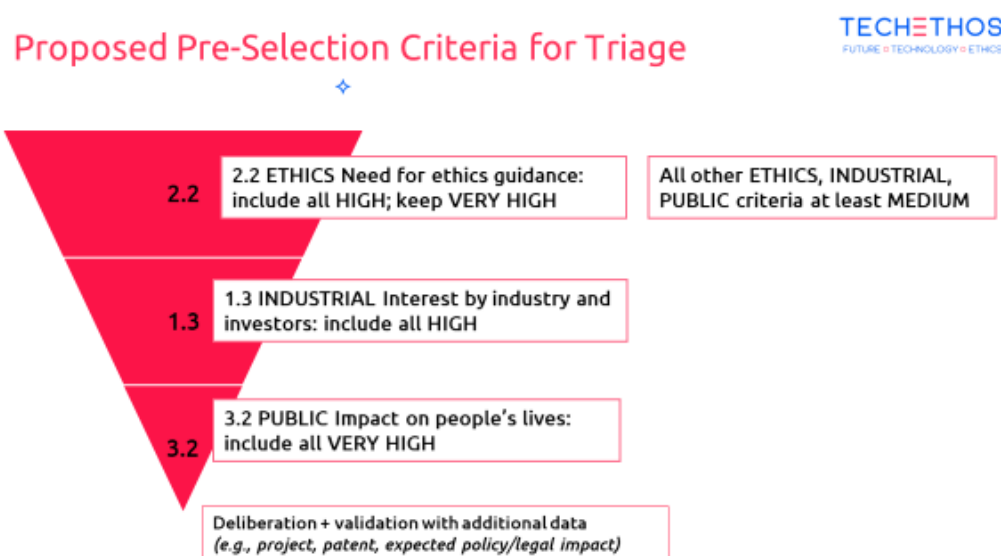 Proposed Pre-Selection Criteria for Triage
TECHETHOS
FUTURE TECHNOLOGY ETHICS
2.2
2.2 ETHICS Need for ethics guidance:
include all HIGH; keep VERY HIGH
All other ETHICS, INDUSTRIAL,
PUBLIC criteria at least MEDIUM
1.3
1.3 INDUSTRIAL Interest by industry and
investors: include all HIGH
3.2
3.2 PUBLIC Impact on people's lives:
include all VERY HIGH
Deliberation + validation with additional data
(e.g., project, patent, expected policy/legal impact)